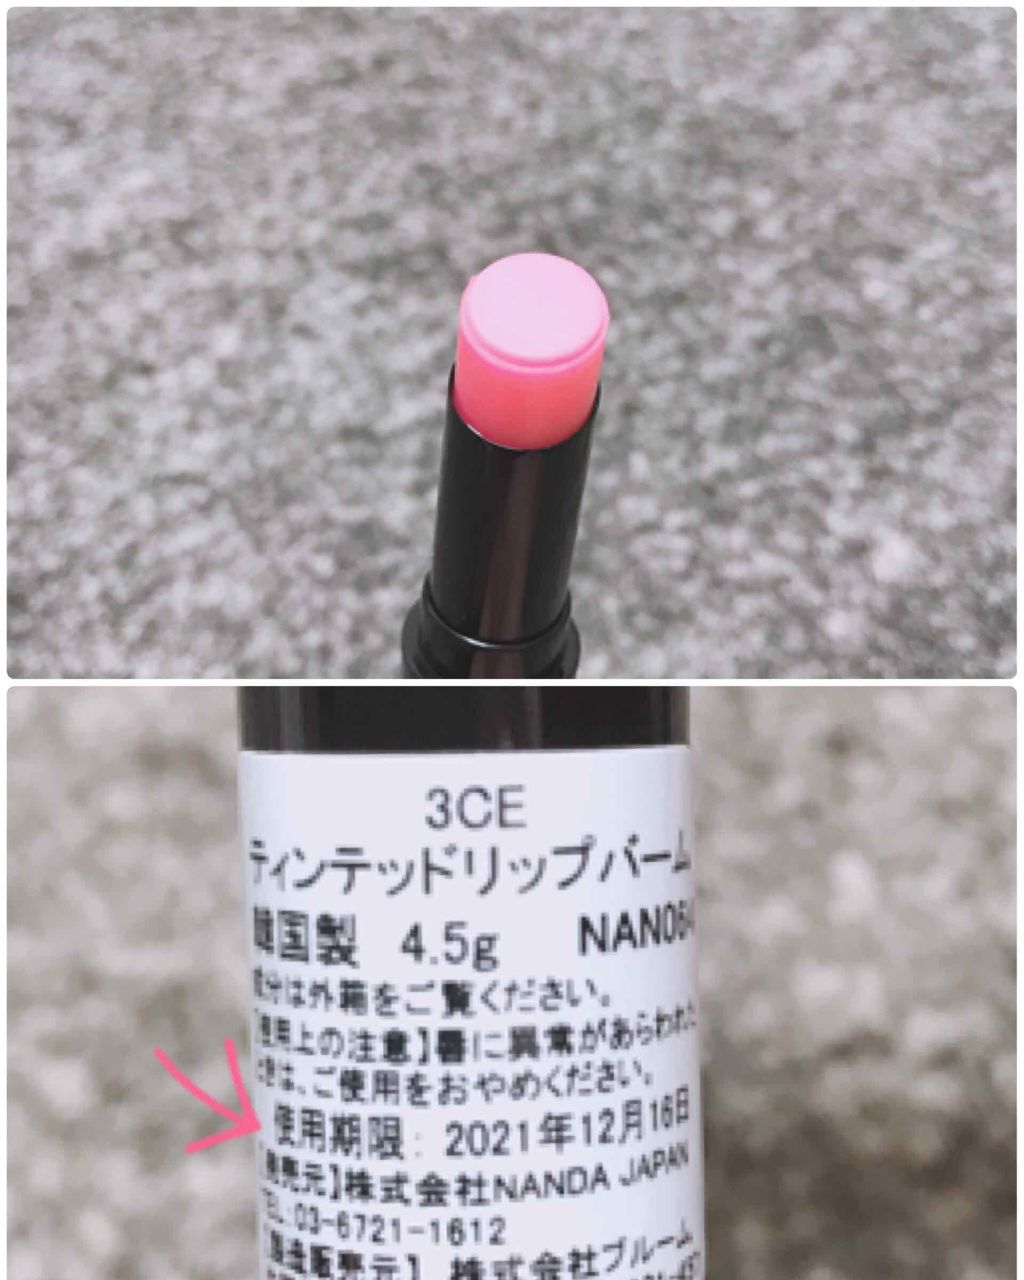 3CE
ティンテッドリップバーム
韓国製 4.5g NAN064
成分は外箱をご覧ください。
【使用上の注意】唇に異常があらわれた
ときは、ご使用をおやめください。
使用期限: 2021年12月16日
【販売元】株式会社NANDA JAPAN
TEL:03-6721-1612
【製造販売元】 株式会社ブルーム